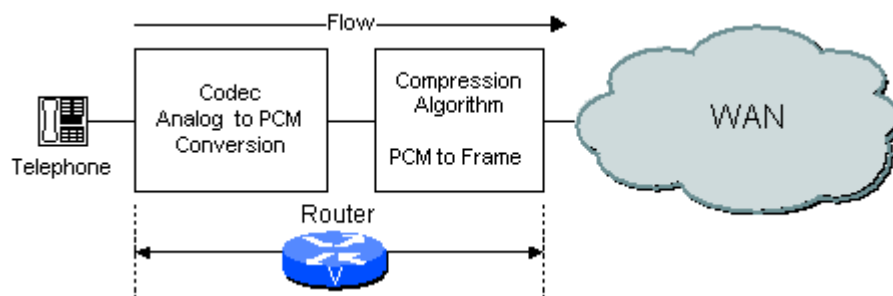 Flow
Telephone
Codec
Analog to PCM
Conversion
Compression
Algorithm
PCM to Frame
WAN
Router
V